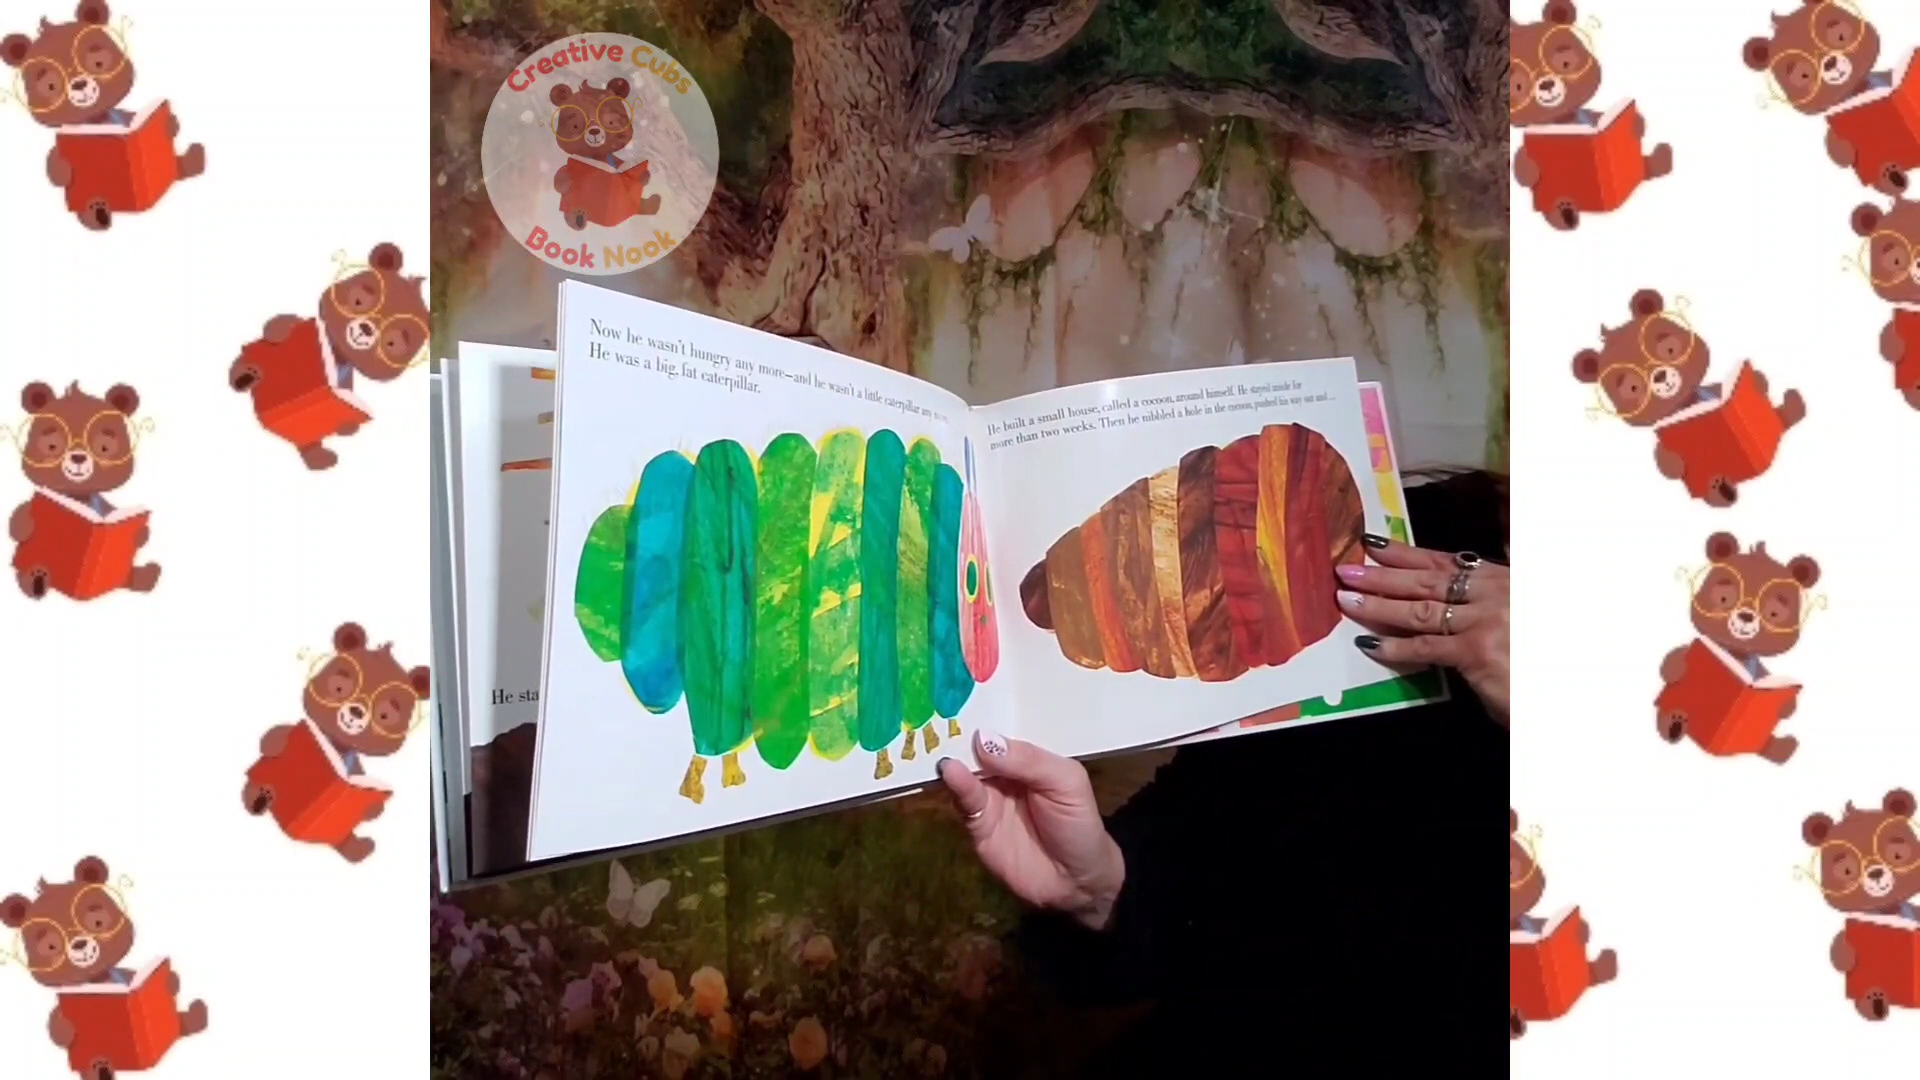 Creative Cubs
Book Nook
Now he wasn't hungry any more—and he wasn't a little caterpillar any more.
He was a big, fat caterpillar.
He built a small house, called a cocoon, around himself. He stayed inside for
more than two weeks. Then he nibbled a hole in the cocoon, pushed his way out and...
He sta